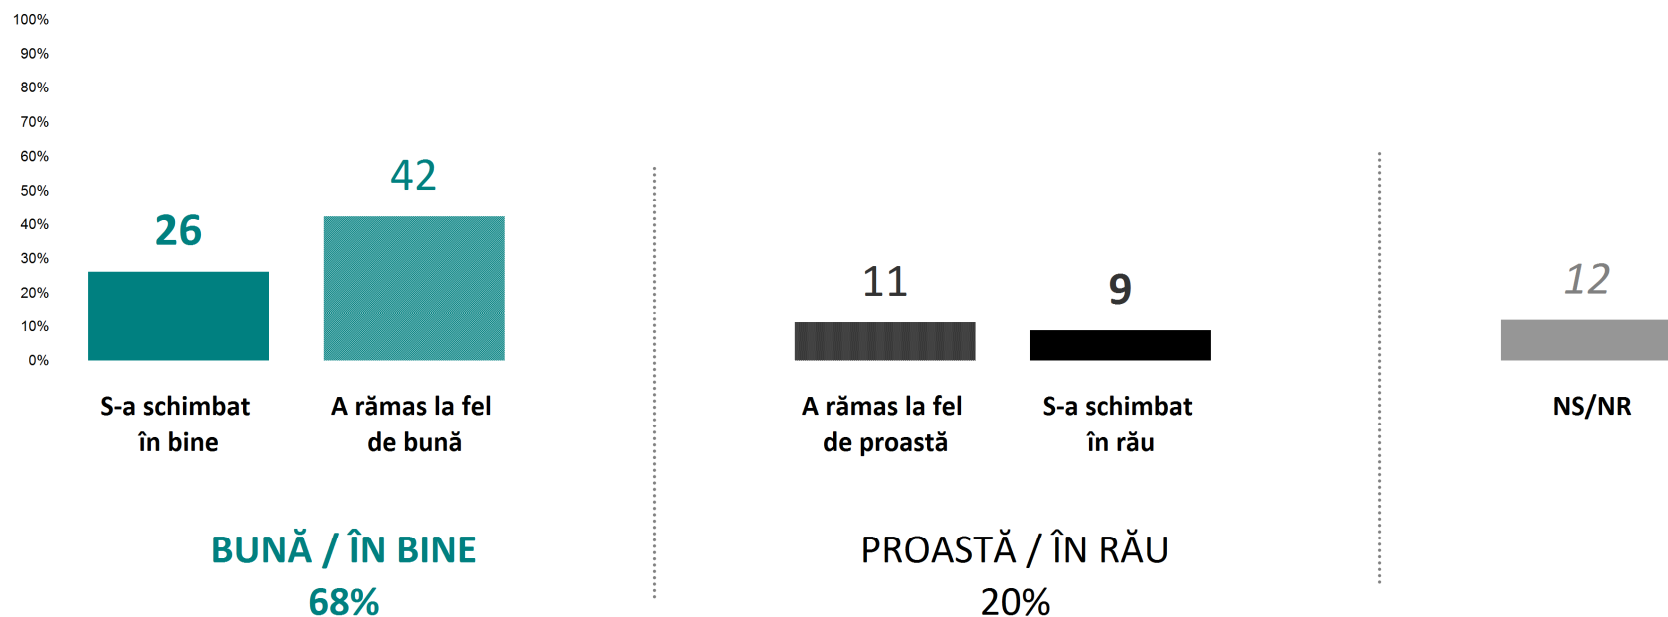 100%
90%
80%
70%
60%
50%
40%
30%
20%
10%
0%
26
42
11
9
12
S-a schimbat
în bine
A rămas la fel
de bună
A rămas la fel
de proastă
S-a schimbat
în rău
NS/NR
BUNĂ / ÎN BINE
68%
PROASTĂ / ÎN RĂU
20%